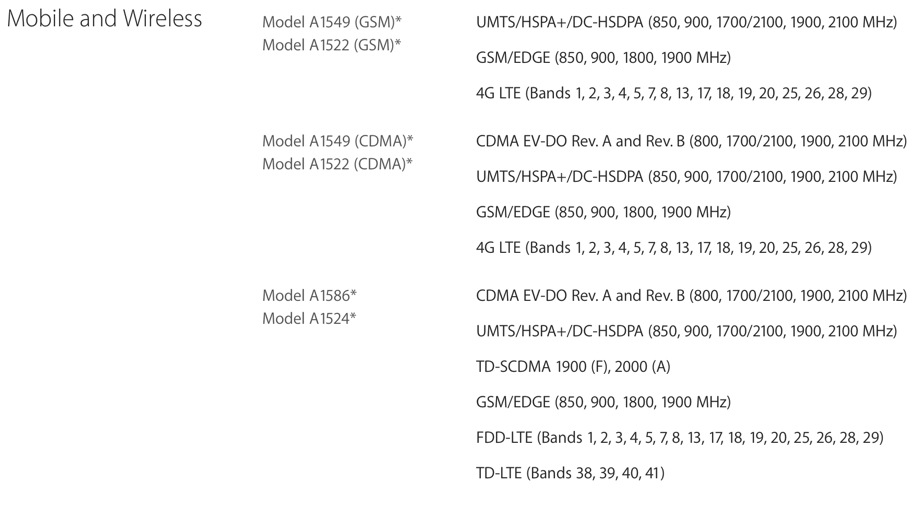 Mobile and Wireless
Model A1549 (GSM)*
Model A1522 (GSM)*
UMTS/HSPA+/DC-HSDPA (850, 900, 1700/2100, 1900, 2100 MHz)
GSM/EDGE (850, 900, 1800, 1900 MHz)
4G LTE (Bands 1, 2, 3, 4, 5, 7, 8, 13, 17, 18, 19, 20, 25, 26, 28, 29)
Model A1549 (CDMA)*
Model A1522 (CDMA)*
CDMA EV-DO Rev. A and Rev. B (800, 1700/2100, 1900, 2100 MHz)
UMTS/HSPA+/DC-HSDPA (850, 900, 1700/2100, 1900, 2100 MHz)
GSM/EDGE (850, 900, 1800, 1900 MHz)
4G LTE (Bands 1, 2, 3, 4, 5, 7, 8, 13, 17, 18, 19, 20, 25, 26, 28, 29)
Model A1586*
Model A1524*
CDMA EV-DO Rev. A and Rev. B (800, 1700/2100, 1900, 2100 MHz)
UMTS/HSPA+/DC-HSDPA (850, 900, 1700/2100, 1900, 2100 MHz)
TD-SCDMA 1900 (F), 2000 (A)
GSM/EDGE (850, 900, 1800, 1900 MHz)
FDD-LTE (Bands 1, 2, 3, 4, 5, 7, 8, 13, 17, 18, 19, 20, 25, 26, 28, 29)
TD-LTE (Bands 38, 39, 40, 41)